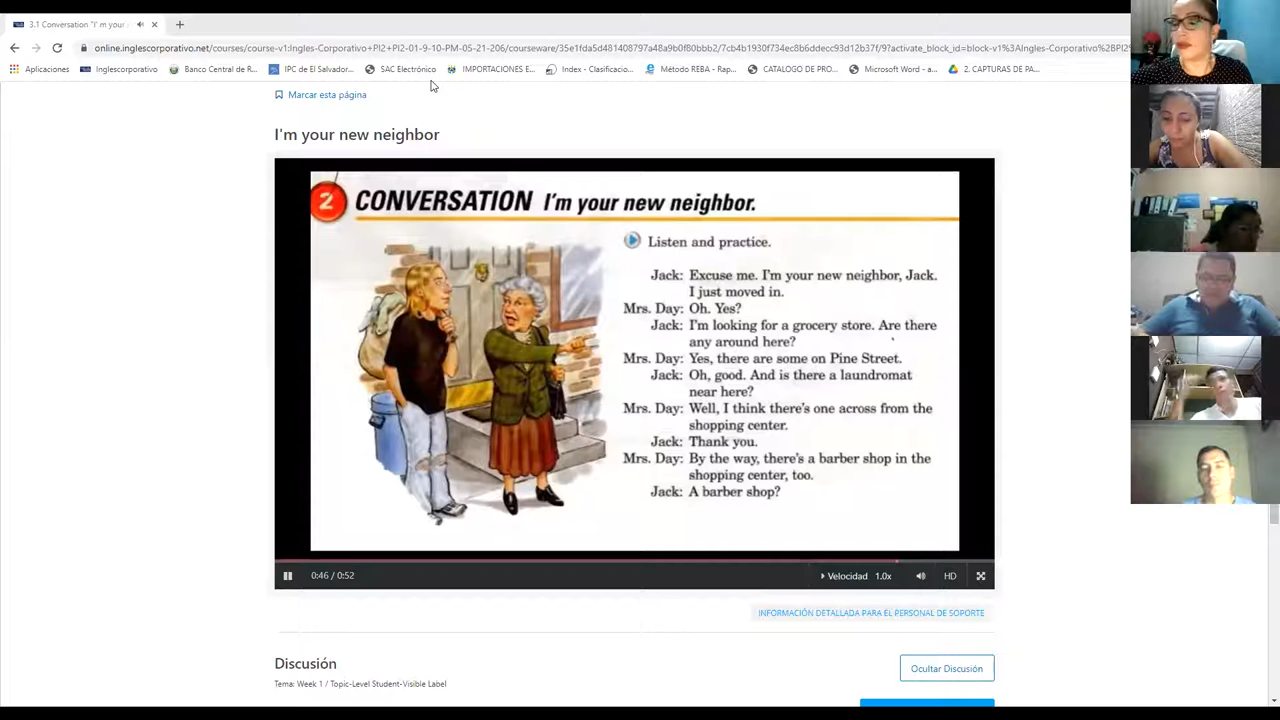 3.1 Conversation "I' m your
online.inglescorporativo.net/courses/course-v1:Ingles-Corporativo+PI2+PI2-01-9-10-PM-05-21-206/courseware/35e1fda5d481408797a48a9b0f80bbb2/7cb4b1930f734ec8b6ddecc93d12b37f/9?activate_block_id=block-v1%3AIngles-Corporativo%2BPI2%
Aplicaciones
Inglescorporativo
Banco Central de R...
IPC de El Salvador...
SAC Electrónico
IMPORTACIONES E...
Index - Clasificacio...
Método REBA - Rap...
CATALOGO DE PRO...
Microsoft Word - a...
2. CAPTURAS DE PA...
Marcar esta página
I'm your new neighbor
2 CONVERSATION I'm your new neighbor.
Listen and practice.
Jack: Excuse me. I'm your new neighbor, Jack.
I just moved in.
Mrs. Day: Oh. Yes?
Jack: I'm looking for a grocery store. Are there
any around here?
Mrs. Day: Yes, there are some on Pine Street.
Jack: Oh, good. And is there a laundromat
near here?
Mrs. Day: Well, I think there's one across from the
shopping center.
Jack: Thank you.
Mrs. Day: By the way, there's a barber shop in the
shopping center, too.
Jack: A barber shop?
0:46 / 0:52
Velocidad 1.0x
HD
INFORMACIÓN DETALLADA PARA EL PERSONAL DE SOPORTE
Discusión
Ocultar Discusión
Tema: Week 1 / Topic-Level Student-Visible Label